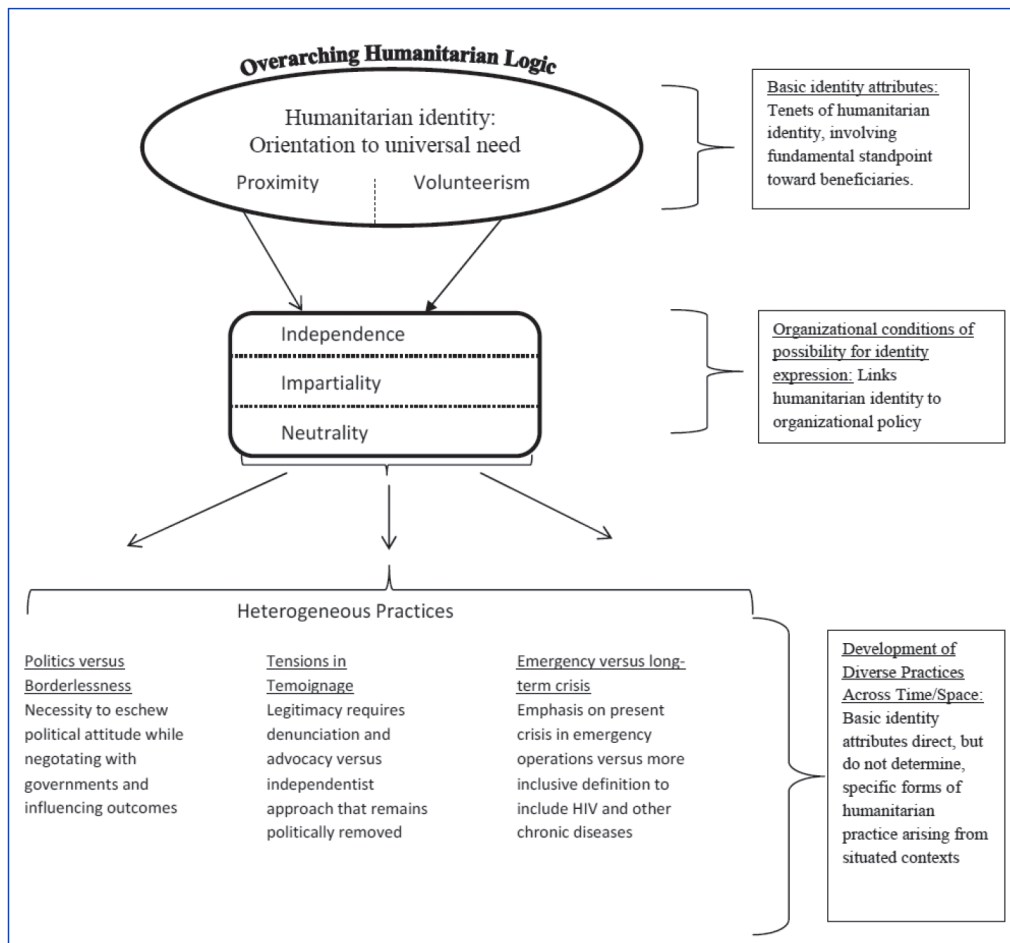 Overarching Humanitarian Logic
Humanitarian identity:
Orientation to universal need
Proximity
Volunteerism
Basic identity attributes:
Tenets of humanitarian
identity, involving
fundamental standpoint
toward beneficiaries.
Independence
Impartiality
Neutrality
Organizational conditions of
possibility for identity
expression: Links
humanitarian identity to
organizational policy
Heterogeneous Practices
Politics versus
Borderlessness
Necessity to eschew
political attitude while
negotating with
governments and
influencing outcomes
Tensions in
Temoignage
Legitimacy requires
denunciation and
advocacy versus
independentist
approach that remains
politically removed
Emergency versus long-
term crisis
Emphasis on present
crisis in emergency
operations versus more
inclusive definition to
include HIV and other
chronic diseases
Development of
Diverse Practices
Across Time/Space:
Basic identity
attributes direct, but
do not determine,
specific forms of
humanitarian
practice arising from
situated contexts